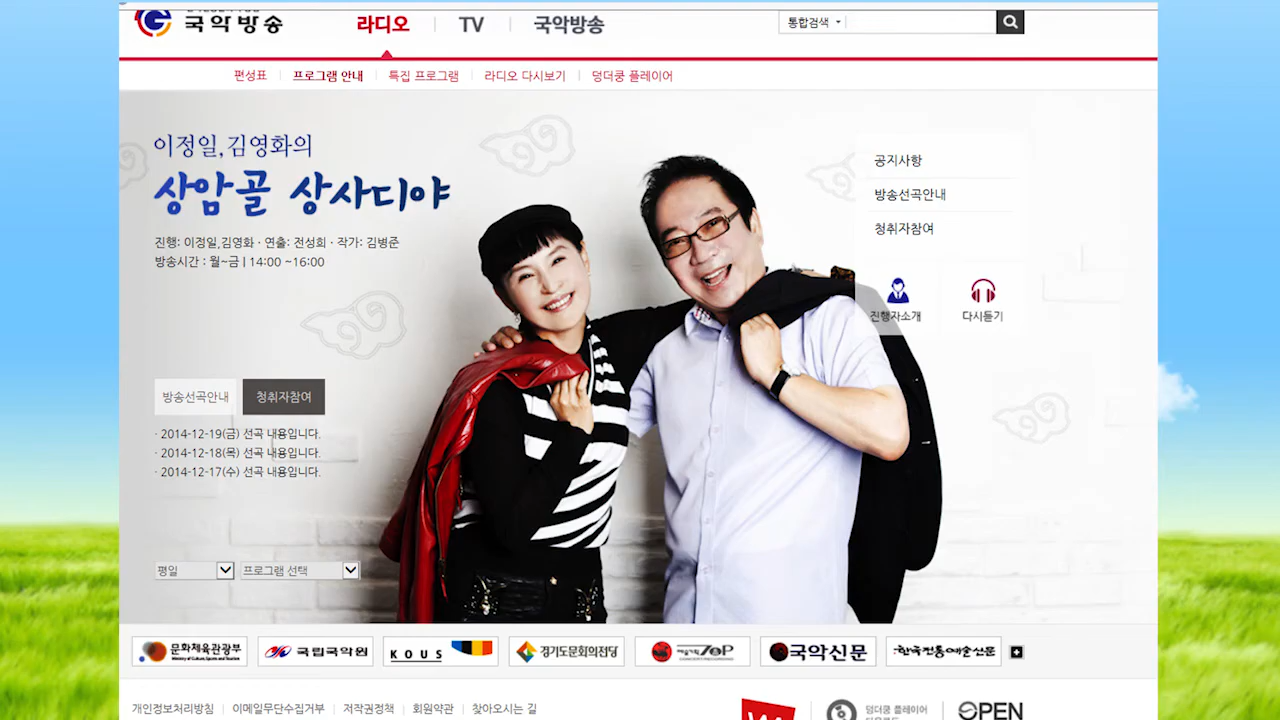 국악방송
라디오
TV
국악방송
통합검색
편성표
프로그램 안내
특집 프로그램
라디오 다시보기
덩더쿵 플레이어
이정일,김영화의
상암골 상사디야
진행: 이정일,김영화 · 연출: 전성희 · 작가: 김병준
방송시간 : 월~금 | 14:00 ~16:00
공지사항
방송선곡안내
청취자참여
진행자소개
다시듣기
방송선곡안내
청취자참여
· 2014-12-19(금) 선곡 내용입니다.
· 2014-12-18(목) 선곡 내용입니다.
· 2014-12-17(수) 선곡 내용입니다.
평일
프로그램 선택
문화체육관광부
Ministry of Culture, Sports and Tourism
국립국악원
KOUS
경기도문화의전당
예술기획 TOP
국악신문
한국전통예술신문
개인정보처리방침
이메일무단수집거부
저작권정책
회원약관
찾아오시는 길
덩더쿵 플레이어
OPEN